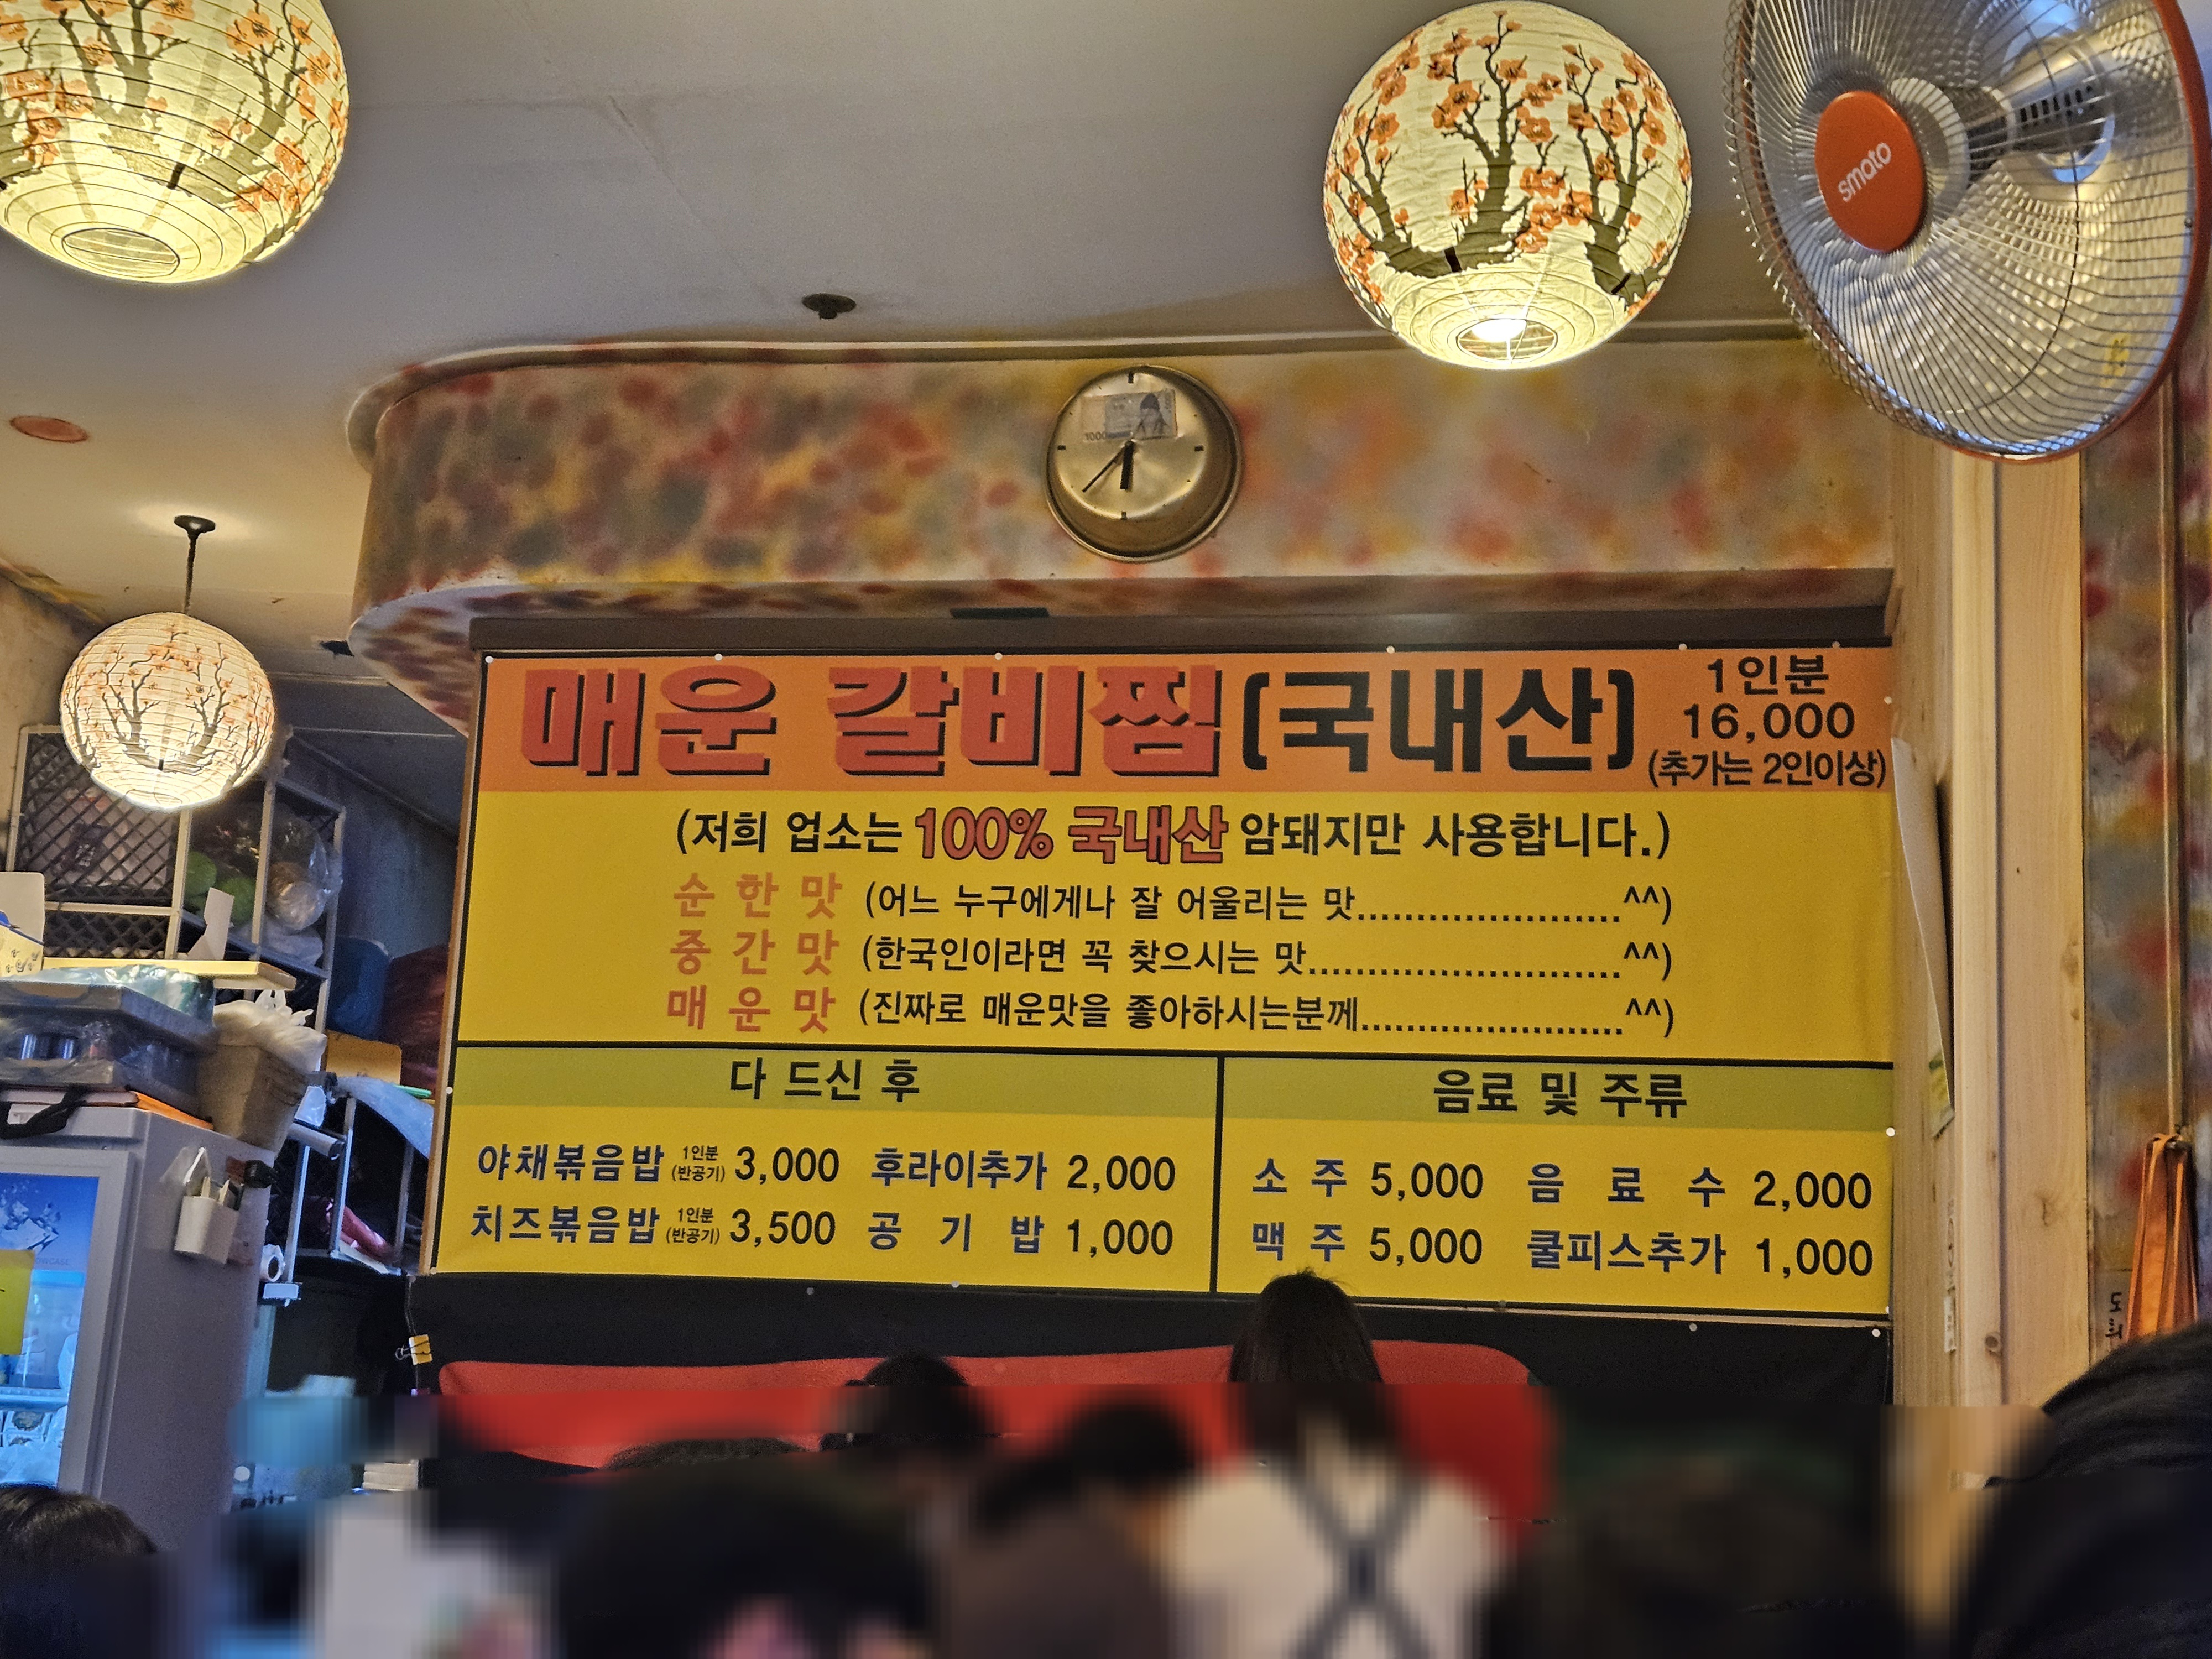 smato
1000
매운 갈비찜(국내산)
1인분
16,000
(추가는 2인이상)
(저희 업소는 100% 국내산 암돼지만 사용합니다.)
순한맛 (어느 누구에게나 잘 어울리는 맛.......................^^)
중간맛 (한국인이라면 꼭 찾으시는 맛...........................^^)
매운맛 (진짜로 매운맛을 좋아하시는분께.......................^^)
다 드신 후
야채볶음밥 1인분 (반공기) 3,000 후라이추가 2,000
치즈볶음밥 1인분 (반공기) 3,500 공기밥 1,000
음료 및 주류
소주 5,000 음료수 2,000
맥주 5,000 쿨피스추가 1,000